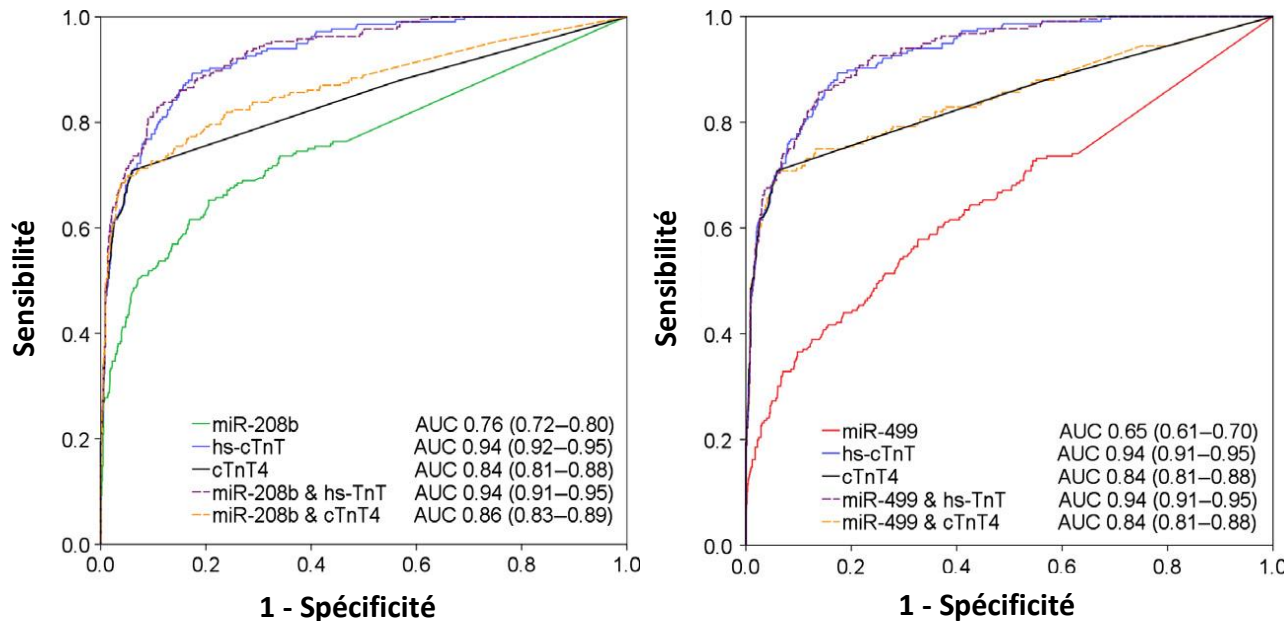 Sensibilité
1.0
0.8
0.6
0.4
0.2
0.0
miR-208b AUC 0.76 (0.72–0.80)
hs-cTnT AUC 0.94 (0.92–0.95)
cTnT4 AUC 0.84 (0.81–0.88)
miR-208b & hs-TnT AUC 0.94 (0.91–0.95)
miR-208b & cTnT4 AUC 0.86 (0.83–0.89)
0.0 0.2 0.4 0.6 0.8 1.0
1 - Spécificité
Sensibilité
1.0
0.8
0.6
0.4
0.2
0.0
miR-499 AUC 0.65 (0.61–0.70)
hs-cTnT AUC 0.94 (0.91–0.95)
cTnT4 AUC 0.84 (0.81–0.88)
miR-499 & hs-TnT AUC 0.94 (0.91–0.95)
miR-499 & cTnT4 AUC 0.84 (0.81–0.88)
0.0 0.2 0.4 0.6 0.8 1.0
1 - Spécificité